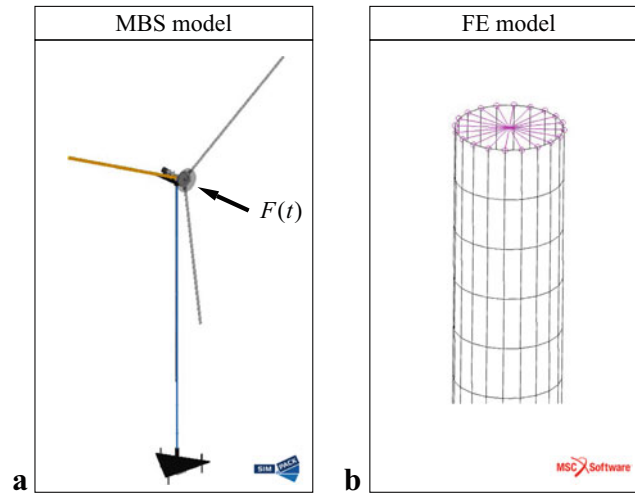 MBS model
F(t)
SIM
PACK
a
FE model
MSC Software
b